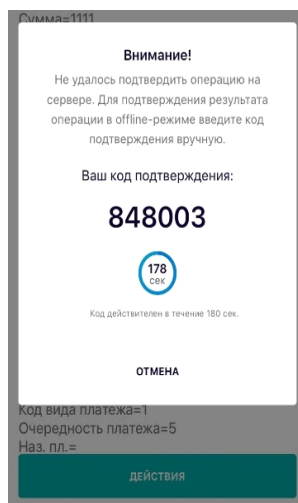 Сумма=1111
Внимание!
Не удалось подтвердить операцию на
сервере. Для подтверждения результата
операции в offline-режиме введите код
подтверждения вручную.
Ваш код подтверждения:
848003
178
сек
Код действителен в течение 180 сек.
ОТМЕНА
Код вида платежа=1
Очередность платежа=5
Наз. пл.=
ДЕЙСТВИЯ